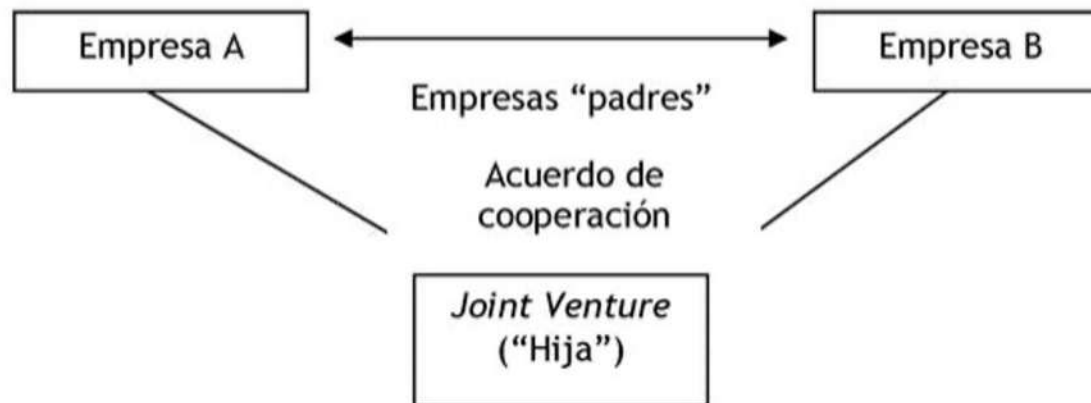 Empresa A
Empresa B
Empresas “padres”
Acuerdo de
cooperación
Joint Venture
(“Hija”)